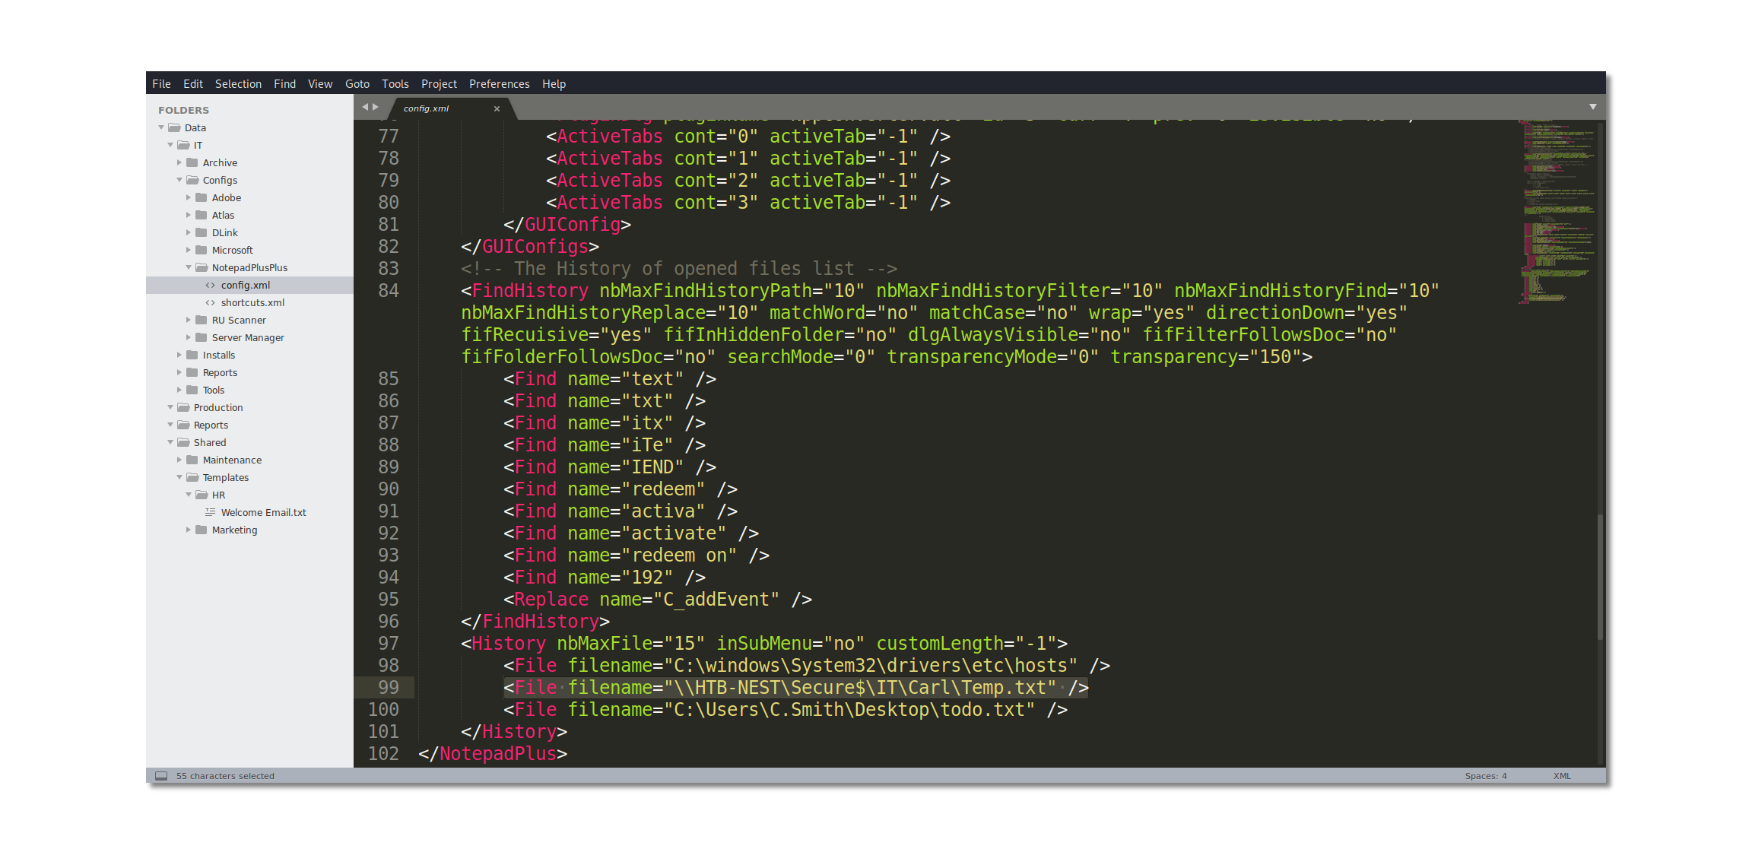 File Edit Selection Find View Goto Tools Project Preferences Help
FOLDERS
Data
IT
Archive
Configs
Adobe
Atlas
DLink
Microsoft
NotepadPlusPlus
config.xml
shortcuts.xml
RU Scanner
Server Manager
Installs
Reports
Tools
Production
Reports
Shared
Maintenance
Templates
HR
Welcome Email.txt
Marketing
config.xml
77 <ActiveTabs cont="0" activeTab="-1" />
78 <ActiveTabs cont="1" activeTab="-1" />
79 <ActiveTabs cont="2" activeTab="-1" />
80 <ActiveTabs cont="3" activeTab="-1" />
81 </GUIConfig>
82 </GUIConfigs>
83 <!-- The History of opened files list -->
84 <FindHistory nbMaxFindHistoryPath="10" nbMaxFindHistoryFilter="10" nbMaxFindHistoryFind="10"
nbMaxFindHistoryReplace="10" matchWord="no" matchCase="no" wrap="yes" directionDown="yes"
fifRecuisive="yes" fifInHiddenFolder="no" dlgAlwaysVisible="no" fifFilterFollowsDoc="no"
fifFolderFollowsDoc="no" searchMode="0" transparencyMode="0" transparency="150">
85 <Find name="text" />
86 <Find name="txt" />
87 <Find name="itx" />
88 <Find name="iTe" />
89 <Find name="IEND" />
90 <Find name="redeem" />
91 <Find name="activa" />
92 <Find name="activate" />
93 <Find name="redeem on" />
94 <Find name="192" />
95 <Replace name="C_addEvent" />
96 </FindHistory>
97 <History nbMaxFile="15" inSubMenu="no" customLength="-1">
98 <File filename="C:\windows\System32\drivers\etc\hosts" />
99 <File filename="\\HTB-NEST\Secure$\IT\Carl\Temp.txt" />
100 <File filename="C:\Users\C.Smith\Desktop\todo.txt" />
101 </History>
102 </NotepadPlus>
55 characters selected
Spaces: 4 XML